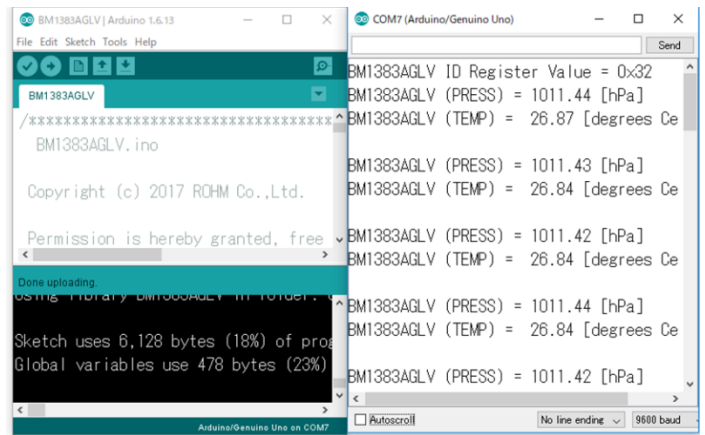 BM1383AGLV | Arduino 1.6.13
File Edit Sketch Tools Help
BM1383AGLV
/***********************************
BM1383AGLV.ino
Copyright (c) 2017 ROHM Co.,Ltd.
Permission is hereby granted, free
Done uploading.
Using library BM1383AGLV in folder:
Sketch uses 6,128 bytes (18%) of prog
Global variables use 478 bytes (23%)
Arduino/Genuino Uno on COM7
COM7 (Arduino/Genuino Uno)
Send
BM1383AGLV ID Register Value = 0x32
BM1383AGLV (PRESS) = 1011.44 [hPa]
BM1383AGLV (TEMP) = 26.87 [degrees Ce
BM1383AGLV (PRESS) = 1011.43 [hPa]
BM1383AGLV (TEMP) = 26.84 [degrees Ce
BM1383AGLV (PRESS) = 1011.42 [hPa]
BM1383AGLV (TEMP) = 26.84 [degrees Ce
BM1383AGLV (PRESS) = 1011.44 [hPa]
BM1383AGLV (TEMP) = 26.84 [degrees Ce
BM1383AGLV (PRESS) = 1011.42 [hPa]
Autoscroll
No line ending
9600 baud